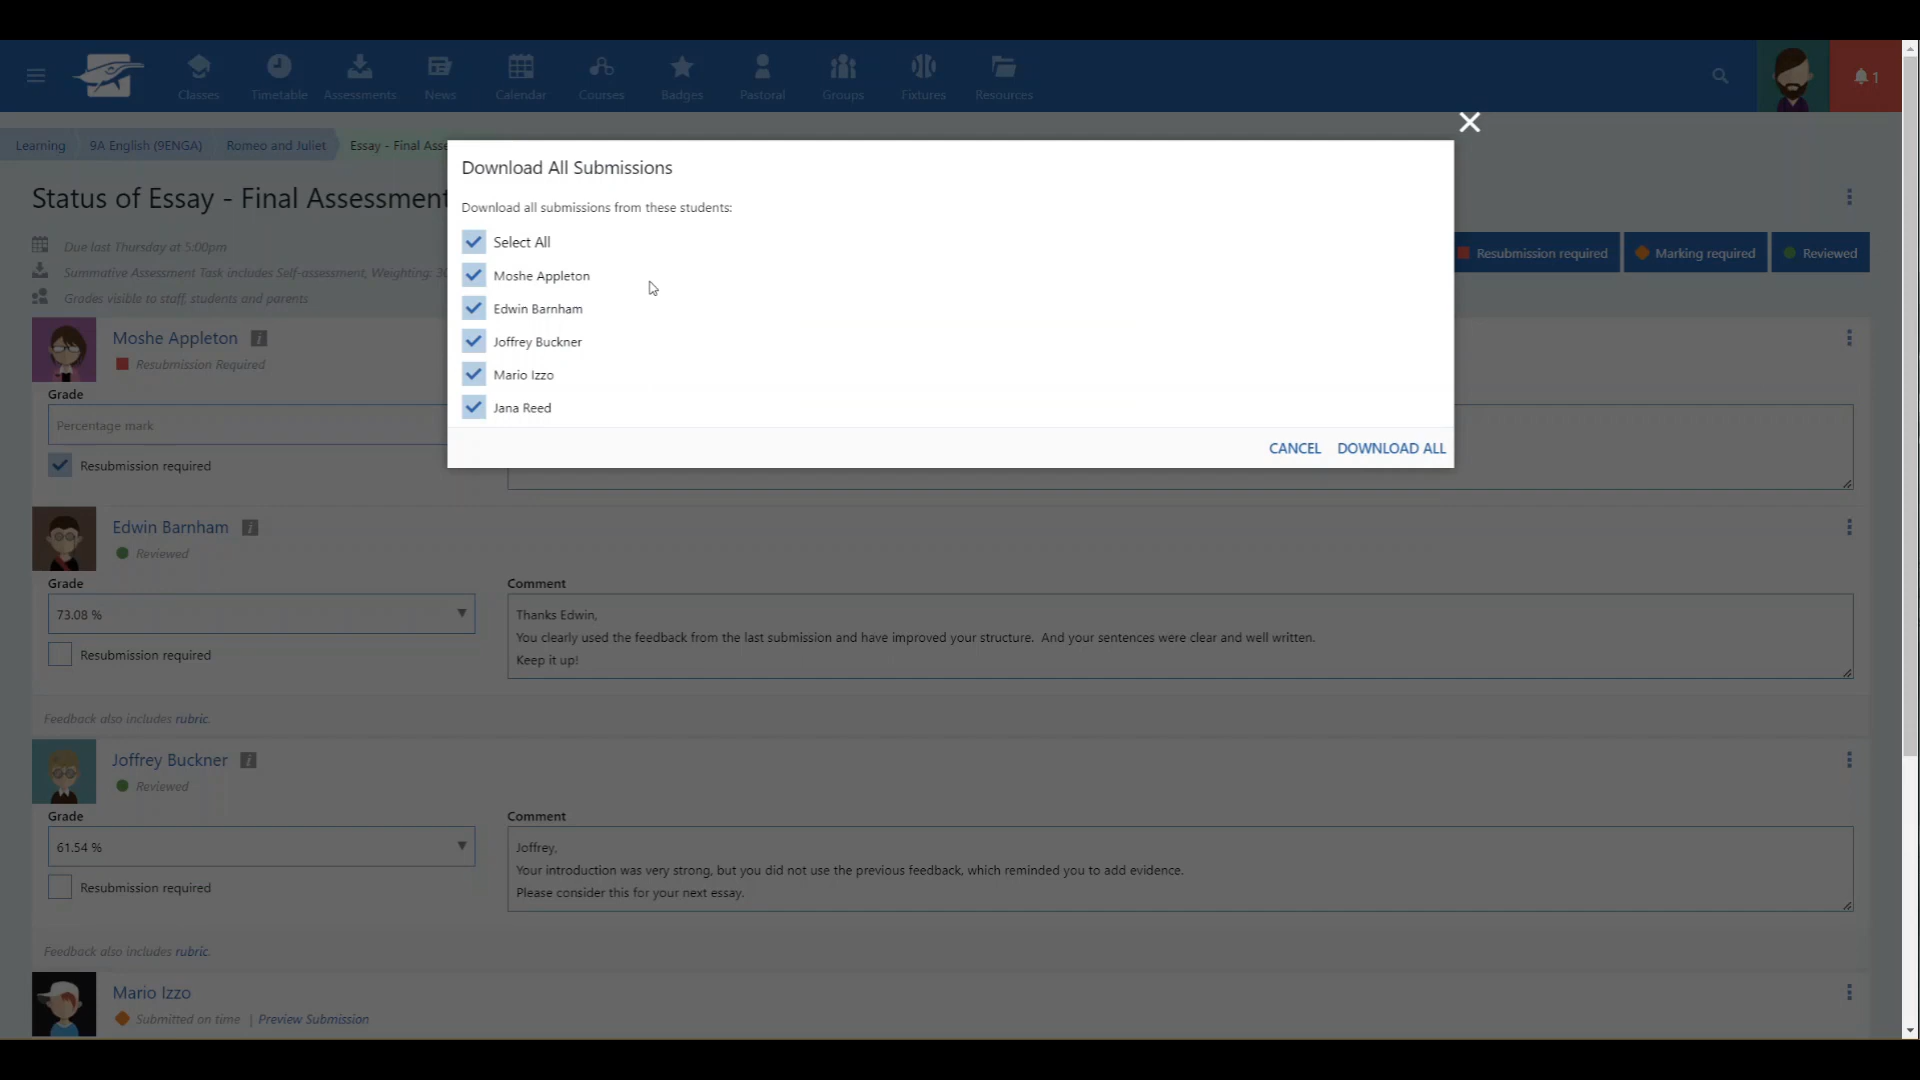 Classes
Timetable
Assessments
News
Calendar
Courses
Badges
Pastoral
Groups
Fixtures
Resources
1
Learning
9A English (9ENGA)
Romeo and Juliet
Essay - Final Asse
Status of Essay - Final Assessment
Due last Thursday at 5:00pm
Summative Assessment Task includes Self-assessment, Weighting: 30
Grades visible to staff, students and parents
Resubmission required
Marking required
Reviewed
Download All Submissions
Download all submissions from these students:
Select All
Moshe Appleton
Edwin Barnham
Joffrey Buckner
Mario Izzo
Jana Reed
CANCEL
DOWNLOAD ALL
Moshe Appleton
Resubmission Required
Grade
Percentage mark
Resubmission required
Edwin Barnham
Reviewed
Grade
Comment
73.08 %
Thanks Edwin,
You clearly used the feedback from the last submission and have improved your structure. And your sentences were clear and well written.
Keep it up!
Resubmission required
Feedback also includes rubric.
Joffrey Buckner
Reviewed
Grade
Comment
61.54 %
Joffrey,
Your introduction was very strong, but you did not use the previous feedback, which reminded you to add evidence.
Please consider this for your next essay.
Resubmission required
Feedback also includes rubric.
Mario Izzo
Submitted on time | Preview Submission